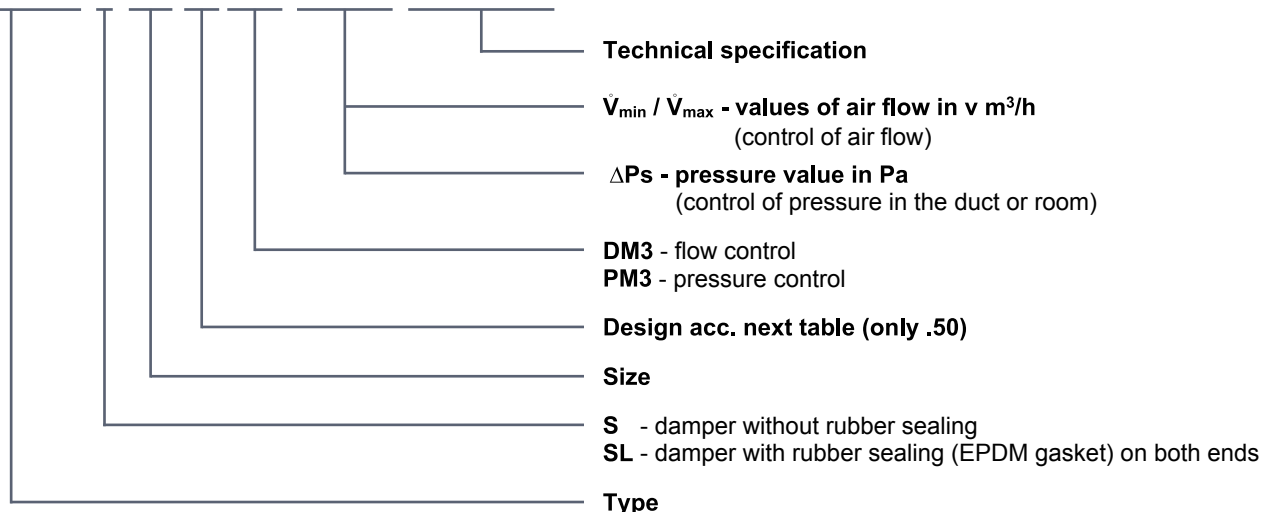 Technical specification
V̊min / V̊max - values of air flow in v m³/h
(control of air flow)
∆Ps - pressure value in Pa
(control of pressure in the duct or room)
DM3 - flow control
PM3 - pressure control
Design acc. next table (only .50)
Size
S - damper without rubber sealing
SL - damper with rubber sealing (EPDM gasket) on both ends
Type